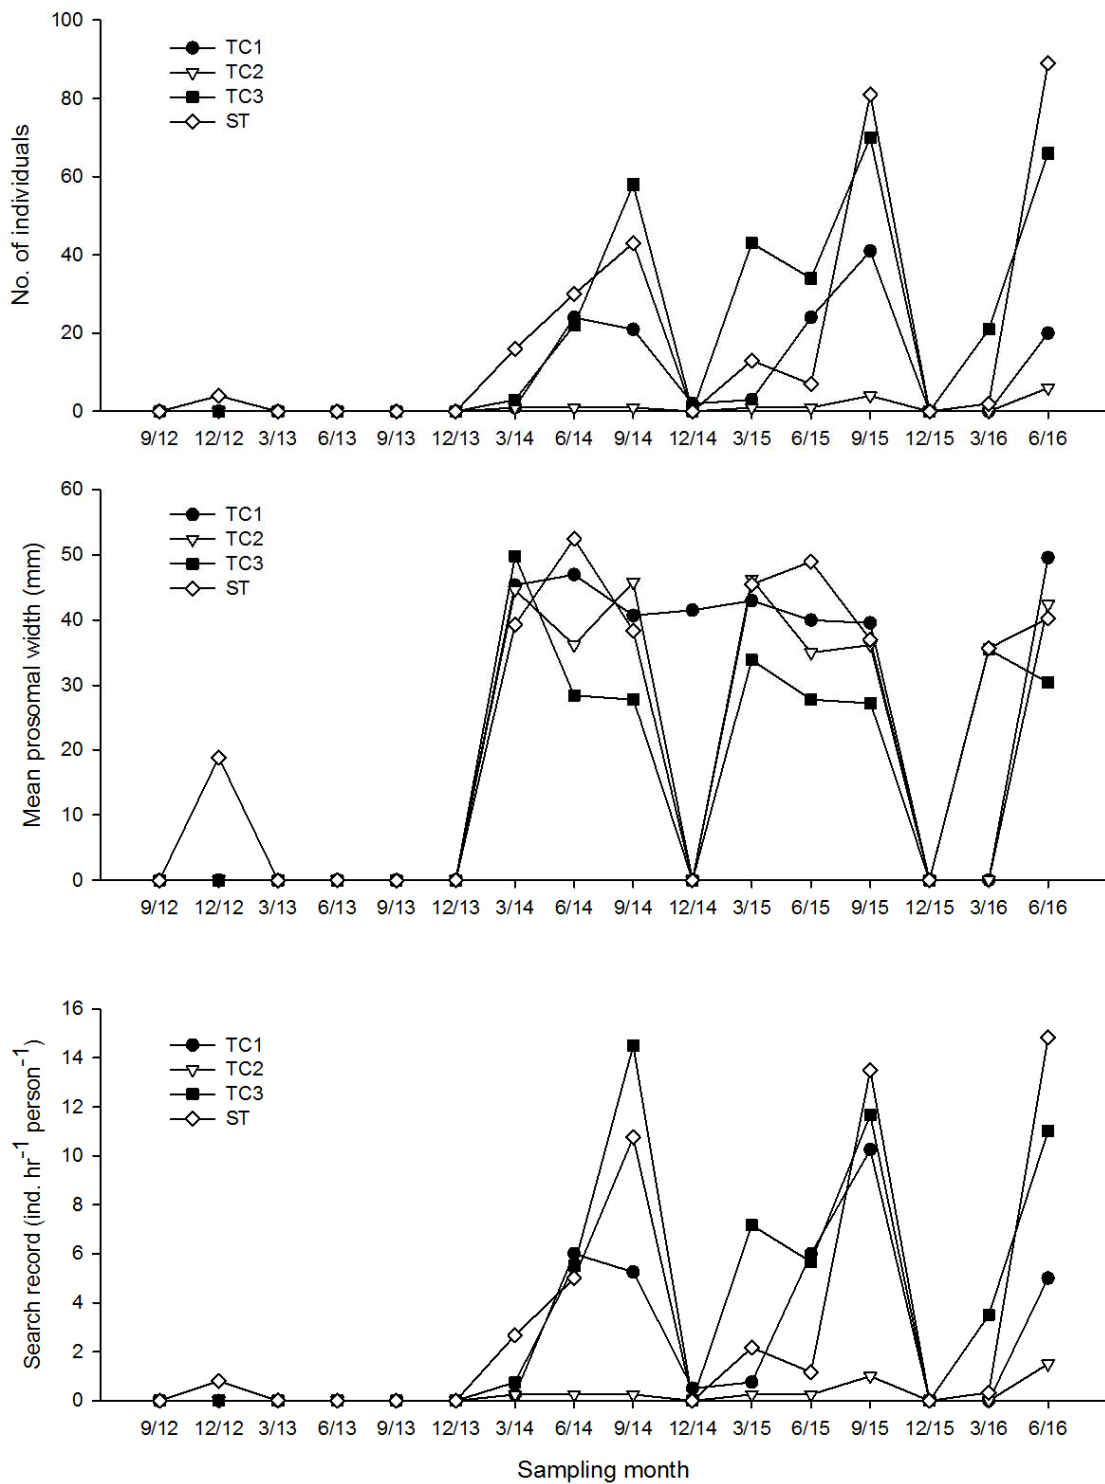 No. of individuals
100
80
60
40
20
0
TC1
TC2
TC3
ST
9/12 12/12 3/13 6/13 9/13 12/13 3/14 6/14 9/14 12/14 3/15 6/15 9/15 12/15 3/16 6/16
Mean prosomal width (mm)
60
50
40
30
20
10
0
TC1
TC2
TC3
ST
9/12 12/12 3/13 6/13 9/13 12/13 3/14 6/14 9/14 12/14 3/15 6/15 9/15 12/15 3/16 6/16
Search record (ind. hr⁻¹ person⁻¹)
16
14
12
10
8
6
4
2
0
TC1
TC2
TC3
ST
9/12 12/12 3/13 6/13 9/13 12/13 3/14 6/14 9/14 12/14 3/15 6/15 9/15 12/15 3/16 6/16
Sampling month